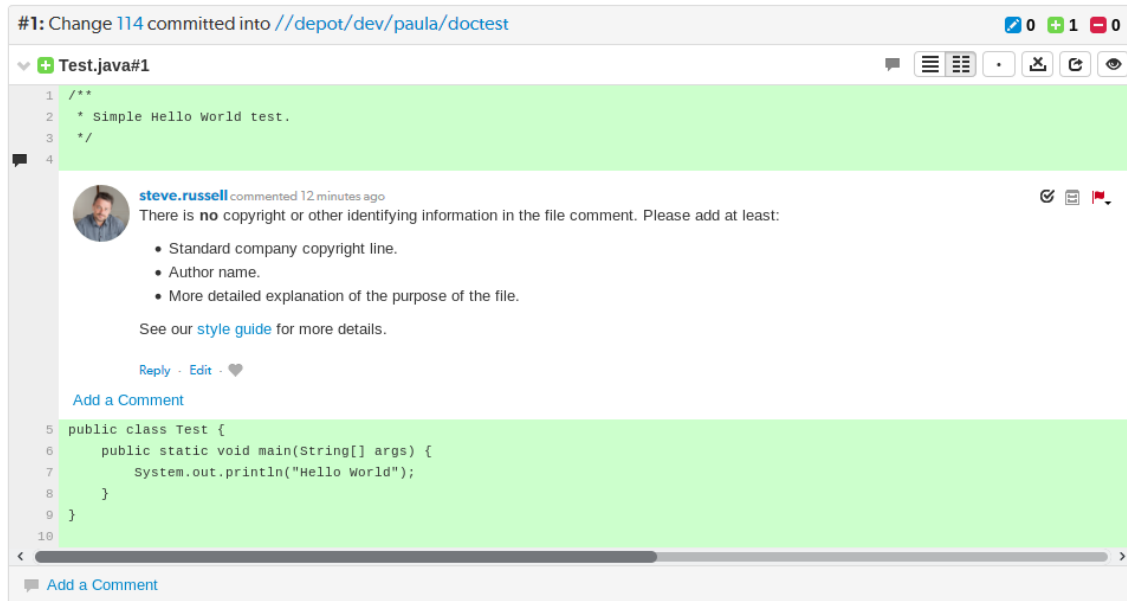 #1: Change 114 committed into //depot/dev/paula/doctest 0 1 0
Test.java#1
1 /**
2 * Simple Hello World test.
3 */
4
steve.russell commented 12 minutes ago
There is no copyright or other identifying information in the file comment. Please add at least:
• Standard company copyright line.
• Author name.
• More detailed explanation of the purpose of the file.
See our style guide for more details.
Reply · Edit ·
Add a Comment
5 public class Test {
6     public static void main(String[] args) {
7         System.out.println("Hello World");
8     }
9 }
10
Add a Comment